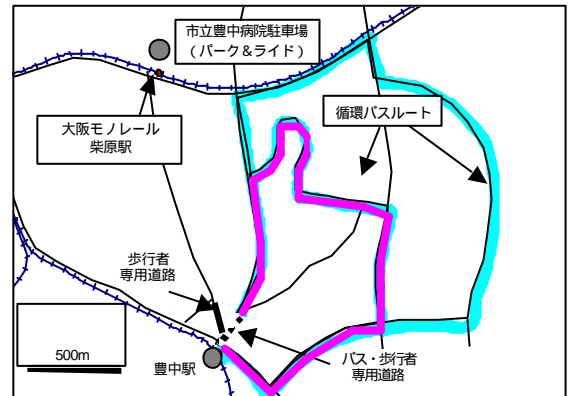 市立豊中病院駐車場
(パーク&ライド)
大阪モノレール
柴原駅
循環バスルート
歩行者
専用道路
500m
豊中駅
バス・歩行者
専用道路